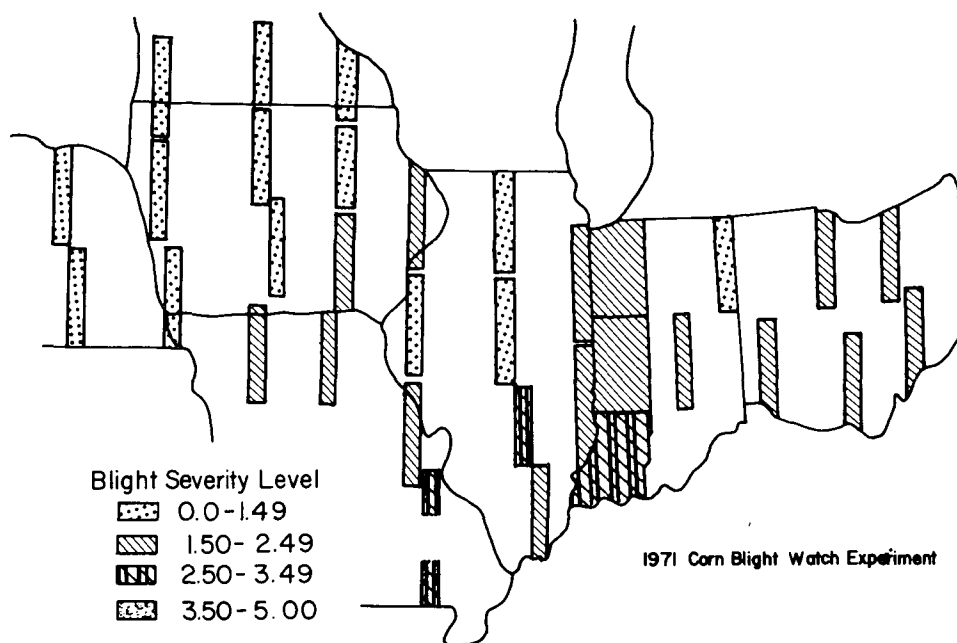 Blight Severity Level
0.0-1.49
1.50-2.49
2.50-3.49
3.50-5.00
1971 Corn Blight Watch Experiment